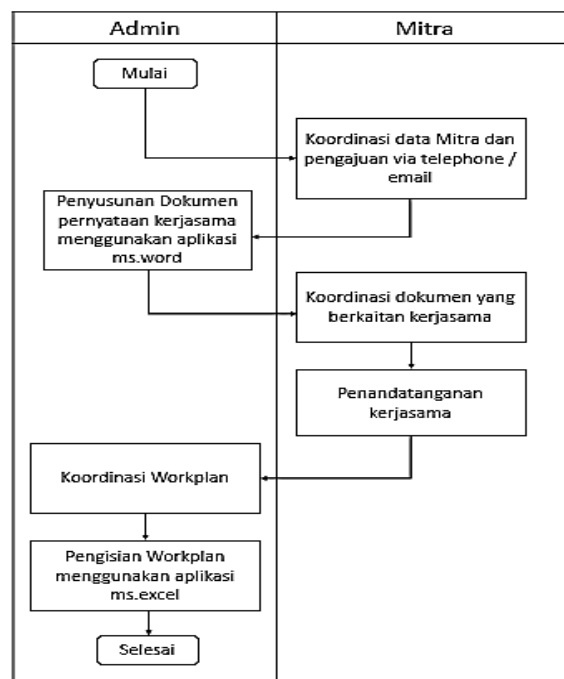 Admin
Mitra
Mulai
Koordinasi data Mitra dan
pengajuan via telephone /
email
Penyusunan Dokumen
pernyataan kerjasama
menggunakan aplikasi
ms.word
Koordinasi dokumen yang
berkaitan kerjasama
Penandatanganan
kerjasama
Koordinasi Workplan
Pengisian Workplan
menggunakan aplikasi
ms.excel
Selesai